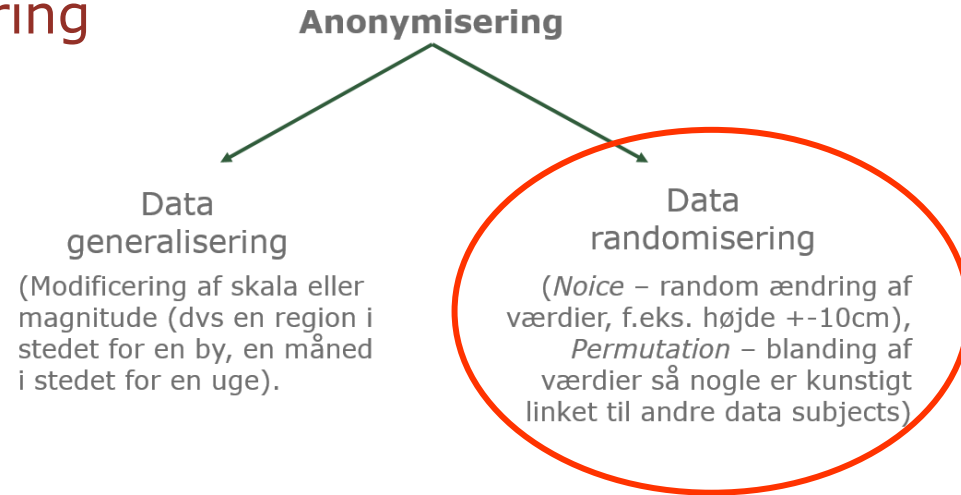 ring
Anonymisering
Data
generalisering
(Modificering af skala eller
magnitude (dvs en region i
stedet for en by, en måned
i stedet for en uge).
Data
randomisering
(Noice – random ændring af
værdier, f.eks. højde +-10cm),
Permutation – blanding af
værdier så nogle er kunstigt
linket til andre data subjects)